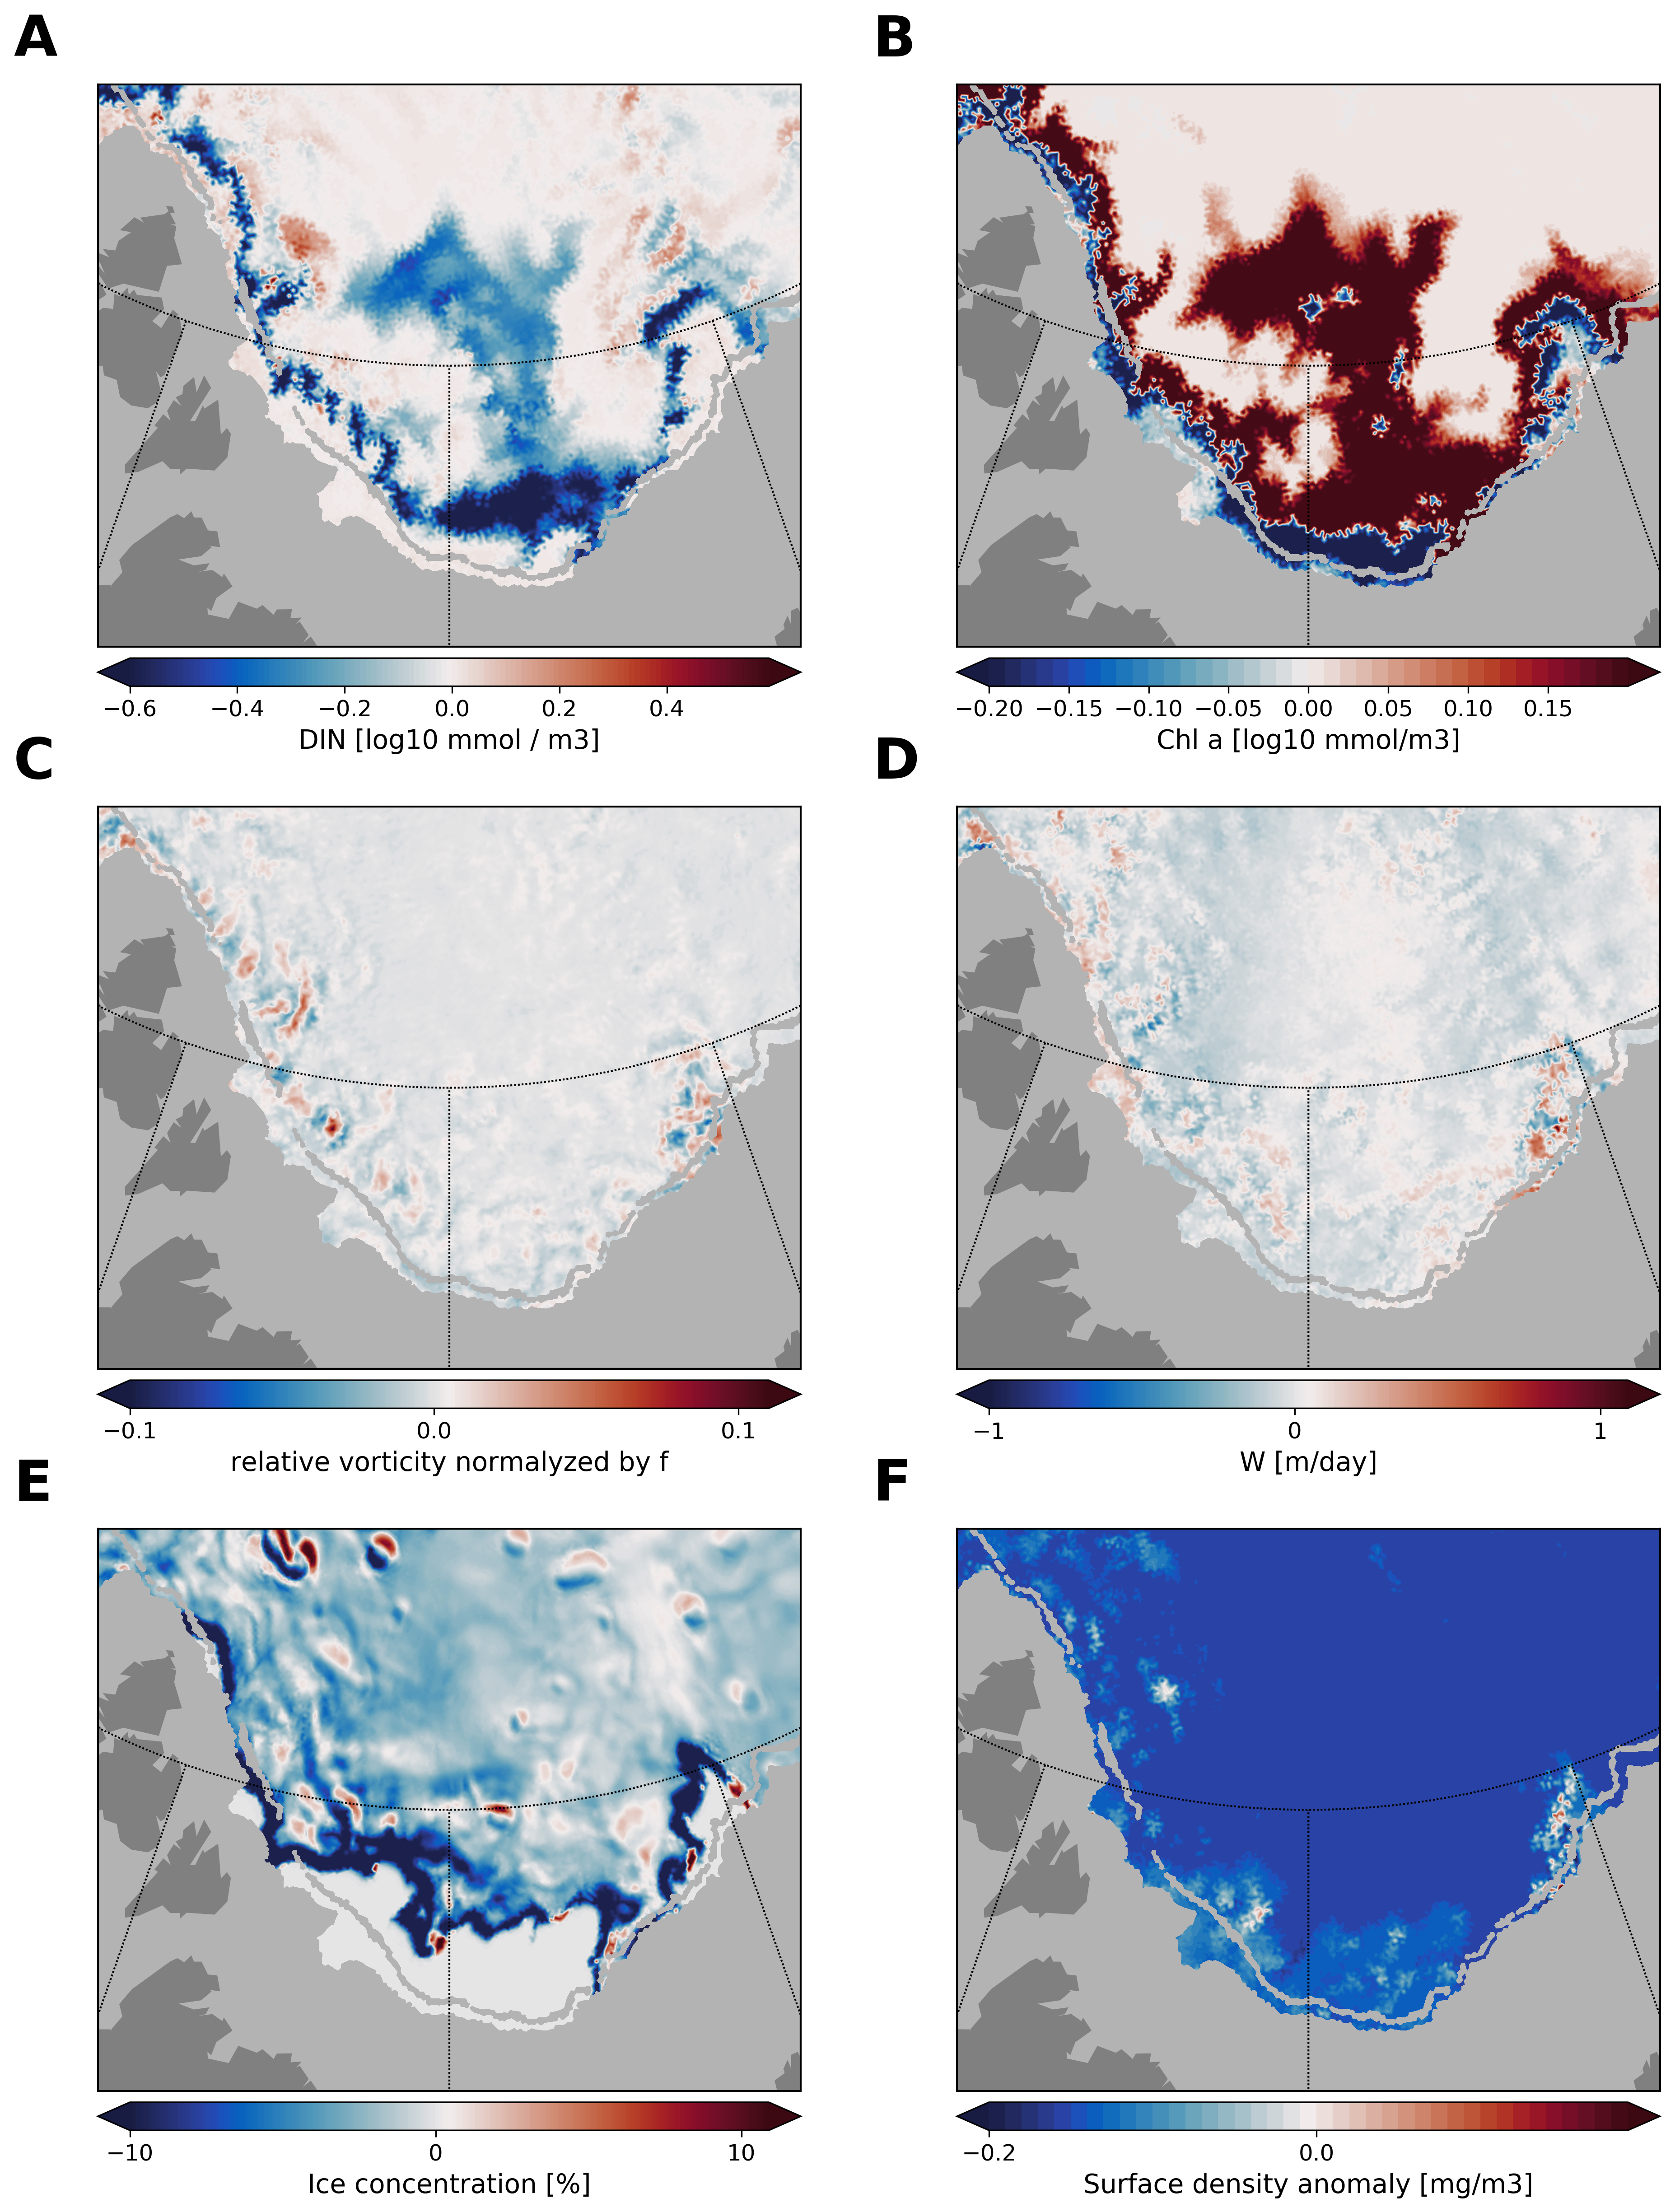 A
B
−0.6 −0.4 −0.2 0.0 0.2 0.4
DIN [log10 mmol / m3]
−0.20 −0.15 −0.10 −0.05 0.00 0.05 0.10 0.15
Chl a [log10 mmol/m3]
C
D
−0.1 0.0 0.1
relative vorticity normalyzed by f
−1 0 1
W [m/day]
E
F
−10 0 10
Ice concentration [%]
−0.2 0.0
Surface density anomaly [mg/m3]